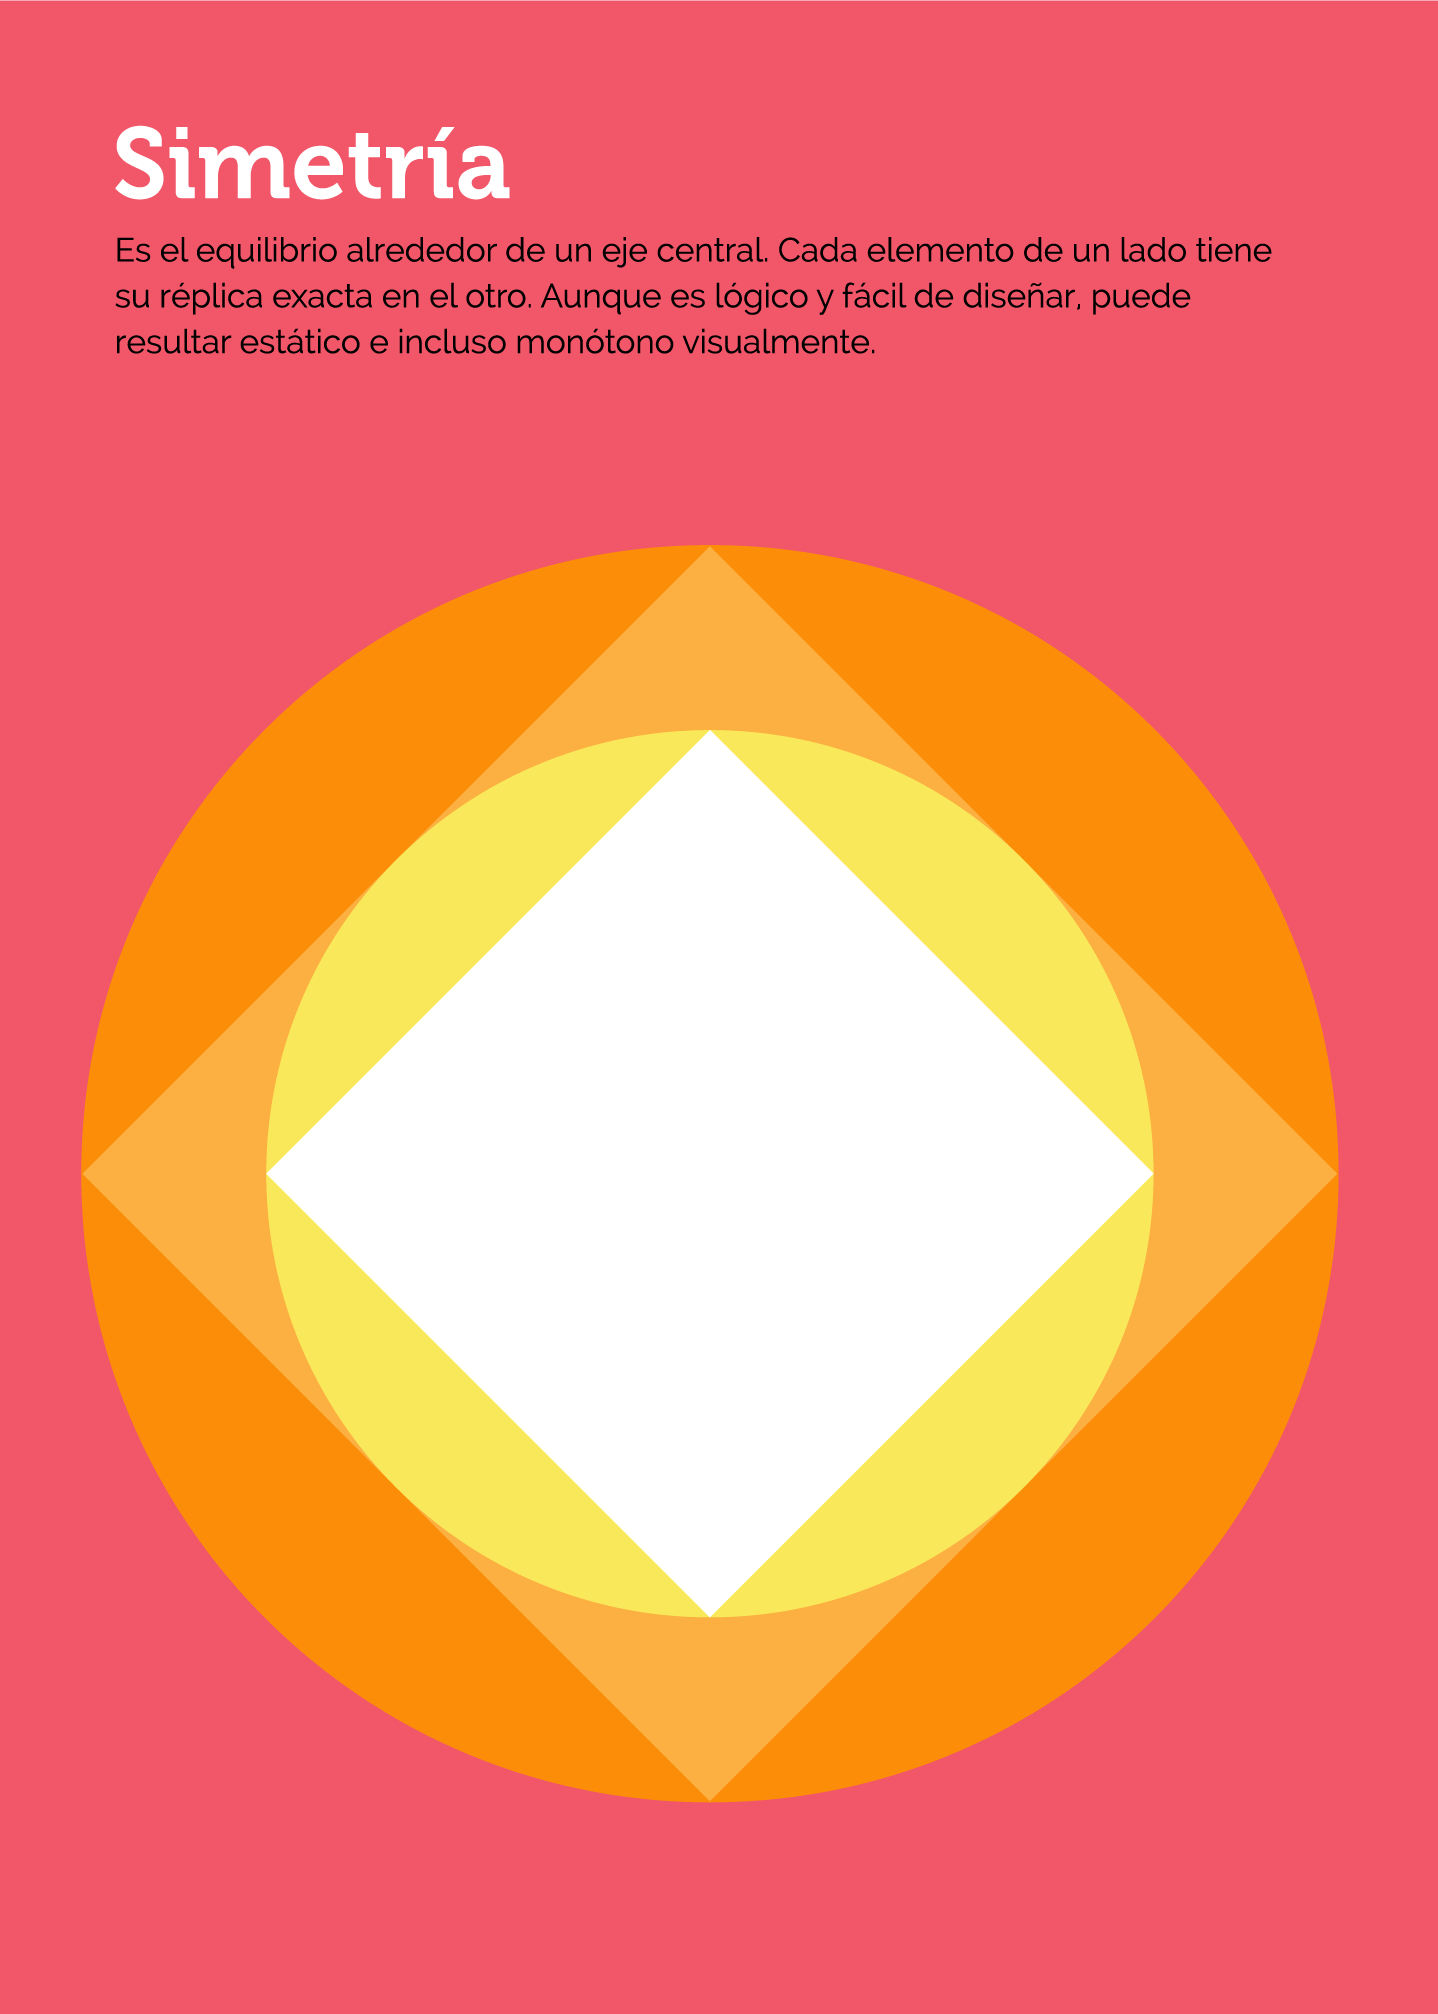 Simetría
Es el equilibrio alrededor de un eje central. Cada elemento de un lado tiene
su réplica exacta en el otro. Aunque es lógico y fácil de diseñar, puede
resultar estático e incluso monótono visualmente.